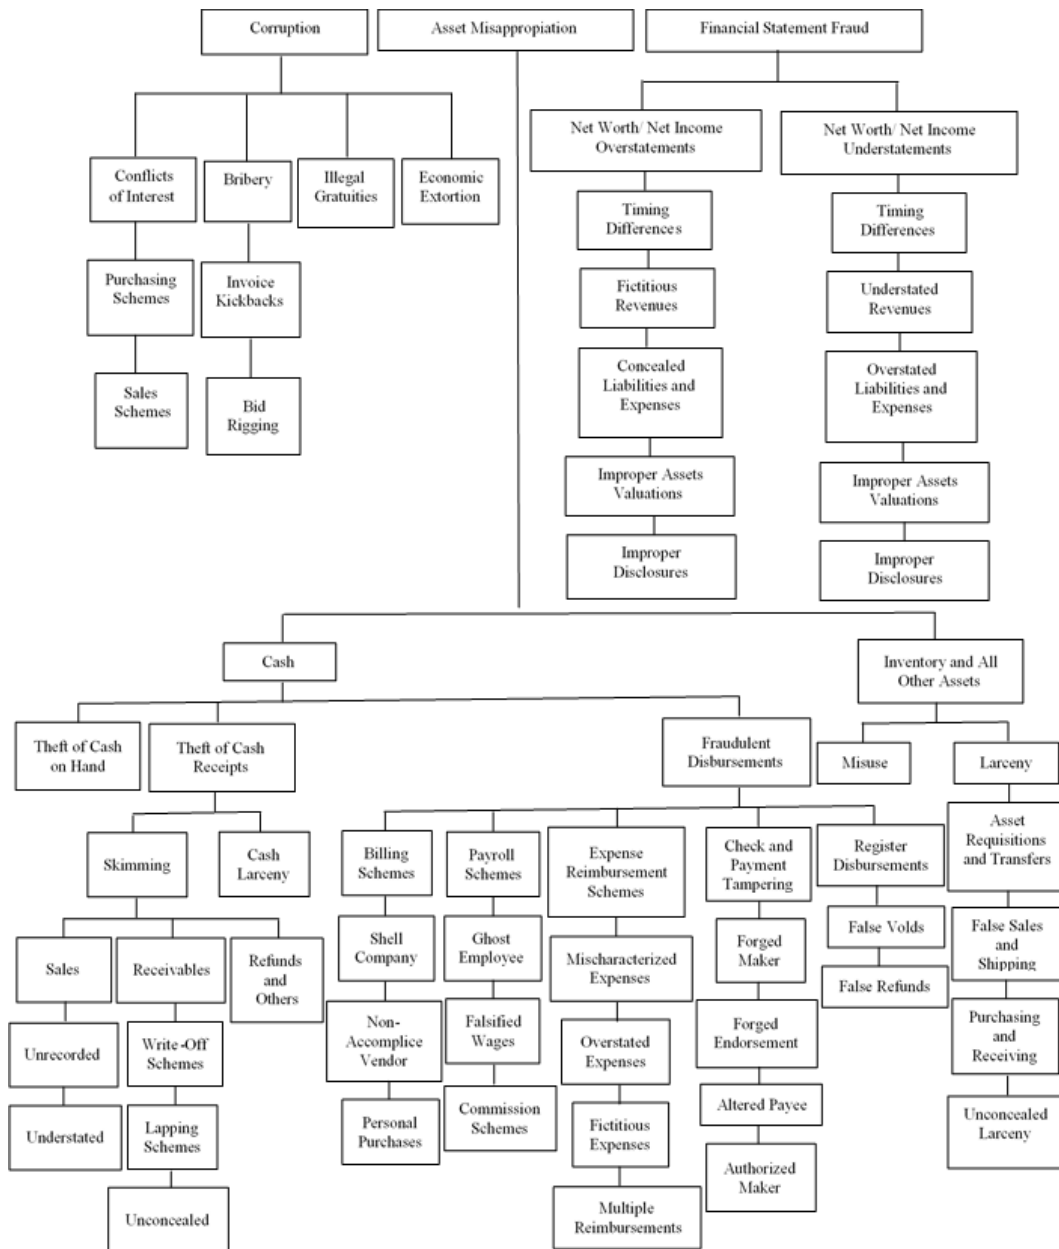 Corruption
Asset Misappropiation
Financial Statement Fraud
Net Worth/ Net Income
Overstatements
Net Worth/ Net Income
Understatements
Conflicts
of Interest
Bribery
Illegal
Gratuities
Economic
Extortion
Timing
Differences
Timing
Differences
Purchasing
Schemes
Invoice
Kickbacks
Fictitious
Revenues
Understated
Revenues
Sales
Schemes
Bid
Rigging
Concealed
Liabilities and
Expenses
Overstated
Liabilities and
Expenses
Improper Assets
Valuations
Improper Assets
Valuations
Improper
Disclosures
Improper
Disclosures
Cash
Inventory and All
Other Assets
Theft of Cash
on Hand
Theft of Cash
Receipts
Fraudulent
Disbursements
Misuse
Larceny
Skimming
Cash
Larceny
Billing
Schemes
Payroll
Schemes
Expense
Reimbursement
Schemes
Check and
Payment
Tampering
Register
Disbursements
Asset
Requisitions
and Transfers
Sales
Receivables
Refunds
and
Others
Shell
Company
Ghost
Employee
Mischaracterized
Expenses
Forged
Maker
False Volds
False Sales
and
Shipping
False Refunds
Unrecorded
Write-Off
Schemes
Non-
Accomplice
Vendor
Falsified
Wages
Overstated
Expenses
Forged
Endorsement
Purchasing
and
Receiving
Understated
Lapping
Schemes
Personal
Purchases
Commission
Schemes
Fictitious
Expenses
Altered Payee
Unconcealed
Larceny
Unconcealed
Multiple
Reimbursements
Authorized
Maker